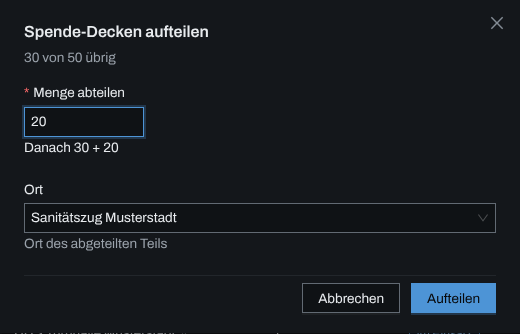 Spende-Decken aufteilen
30 von 50 übrig
* Menge abteilen
20
Danach 30 + 20
Ort
Sanitätszug Musterstadt
Ort des abgeteilten Teils
Abbrechen
Aufteilen